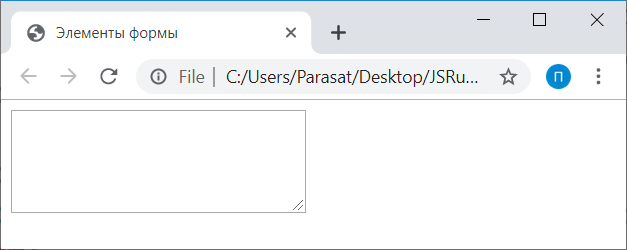 Элементы формы
File | C:/Users/Parasat/Desktop/JSRu...
П